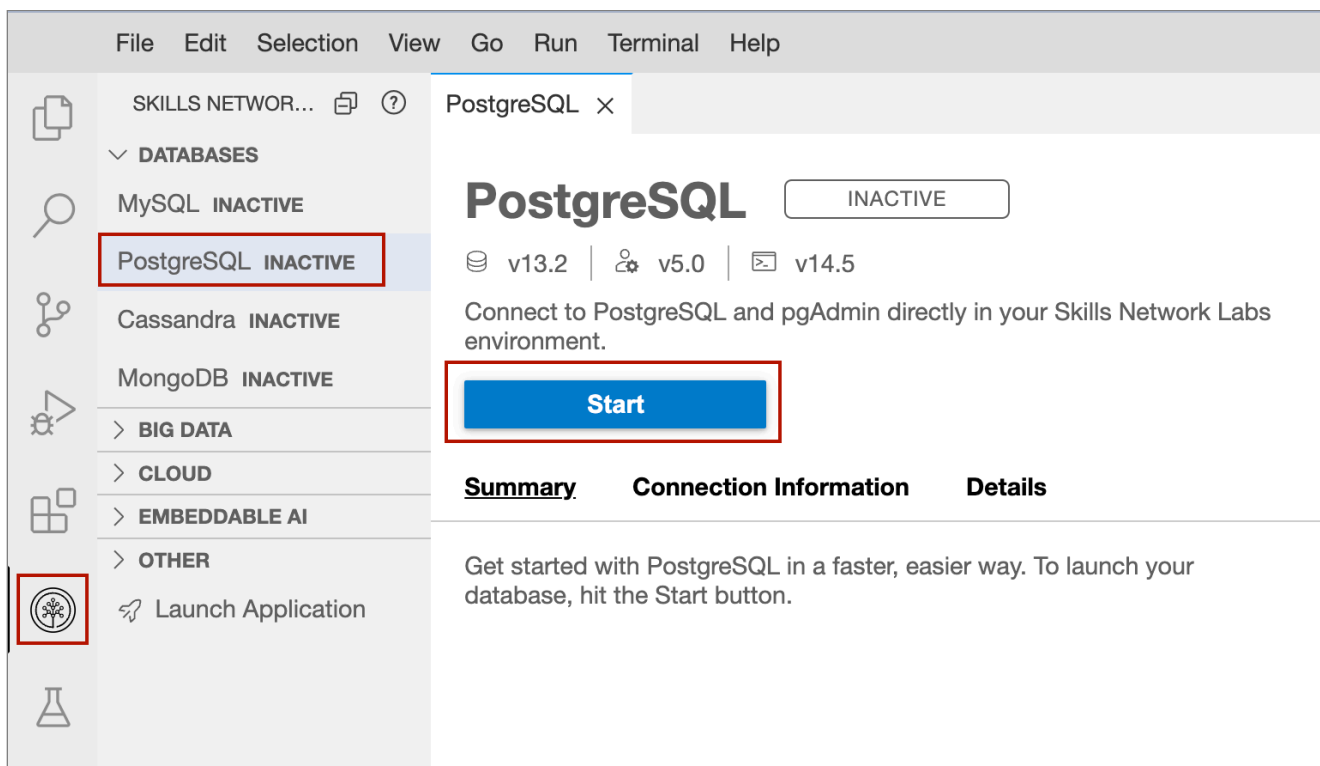 File Edit Selection View Go Run Terminal Help
SKILLS NETWOR...
DATABASES
MySQL INACTIVE
PostgreSQL INACTIVE
Cassandra INACTIVE
MongoDB INACTIVE
BIG DATA
CLOUD
EMBEDDABLE AI
OTHER
Launch Application
PostgreSQL
PostgreSQL INACTIVE
v13.2 v5.0 v14.5
Connect to PostgreSQL and pgAdmin directly in your Skills Network Labs
environment.
Start
Summary Connection Information Details
Get started with PostgreSQL in a faster, easier way. To launch your
database, hit the Start button.